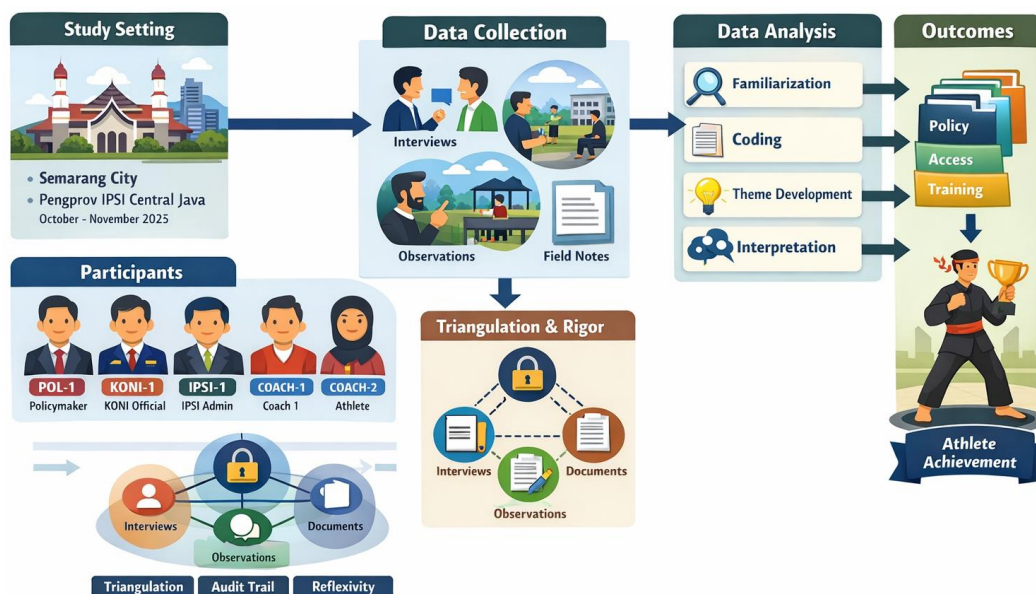 Study Setting
• Semarang City
• Pengprov IPSI Central Java
October - November 2025
Data Collection
Interviews
Observations
Field Notes
Data Analysis
Familiarization
Coding
Theme Development
Interpretation
Outcomes
Policy
Access
Training
Athlete
Achievement
Participants
POL-1
Policymaker
KONI-1
KONI Official
IPSI-1
IPSI Admin
COACH-1
Coach 1
COACH-2
Athlete
Triangulation & Rigor
Interviews
Documents
Observations
Interviews
Documents
Observations
Triangulation
Audit Trail
Reflexivity